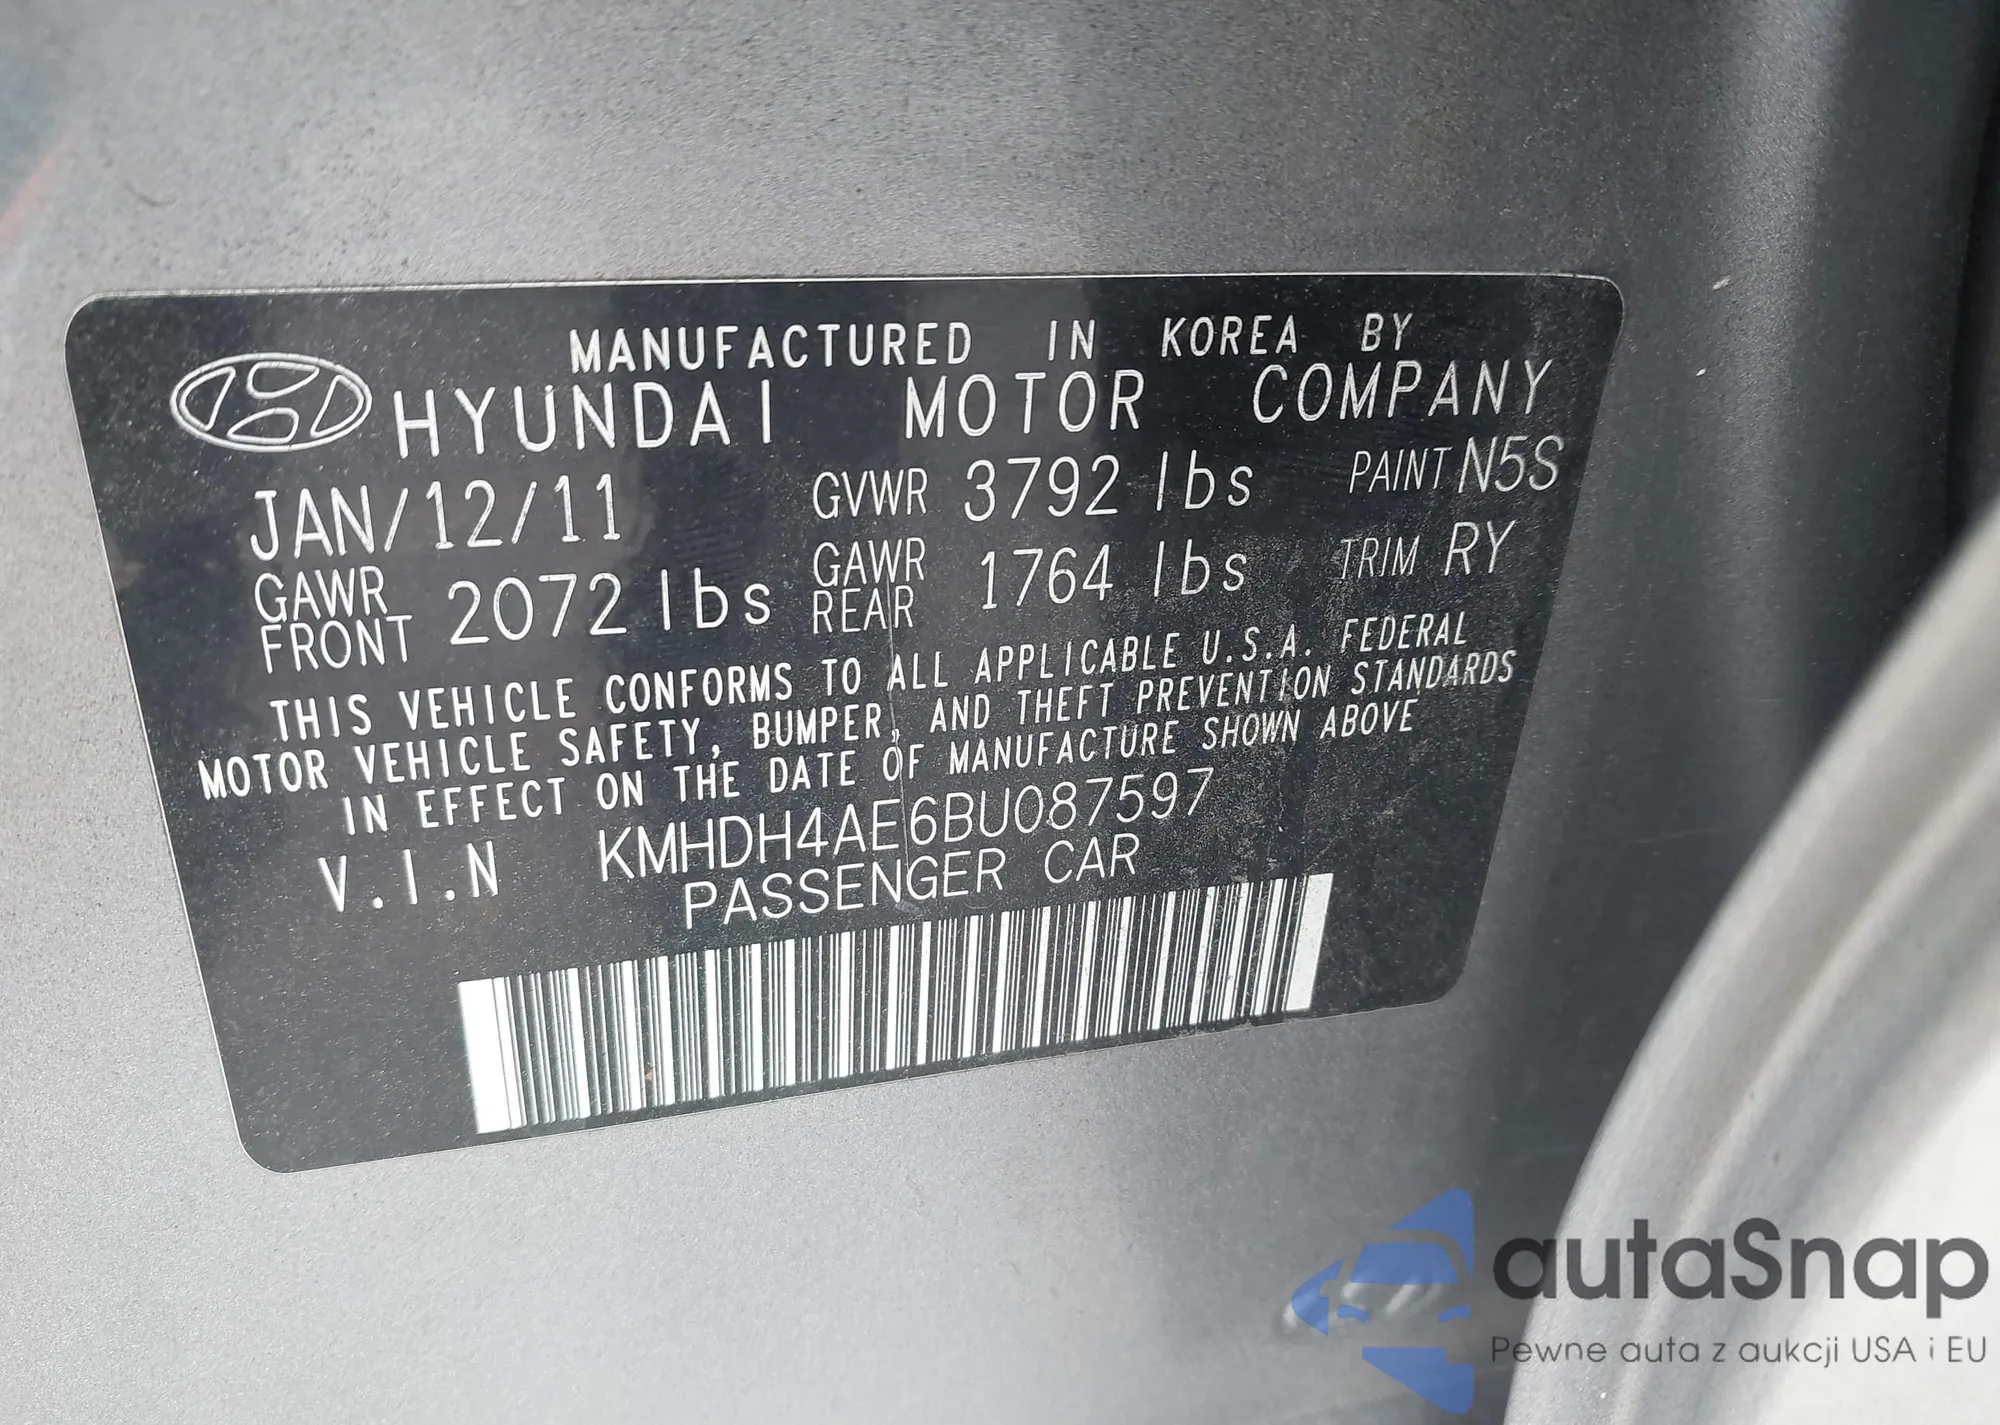 MANUFACTURED IN KOREA BY
HYUNDAI MOTOR COMPANY
JAN/12/11 GVWR 3792 lbs PAINT N5S
GAWR FRONT 2072 lbs GAWR REAR 1764 lbs TRIM RY
THIS VEHICLE CONFORMS TO ALL APPLICABLE U.S.A. FEDERAL
MOTOR VEHICLE SAFETY, BUMPER, AND THEFT PREVENTION STANDARDS
IN EFFECT ON THE DATE OF MANUFACTURE SHOWN ABOVE
V.I.N KMHDH4AE6BU087597
PASSENGER CAR
autaSnap
Pewne auta z aukcji USA i EU